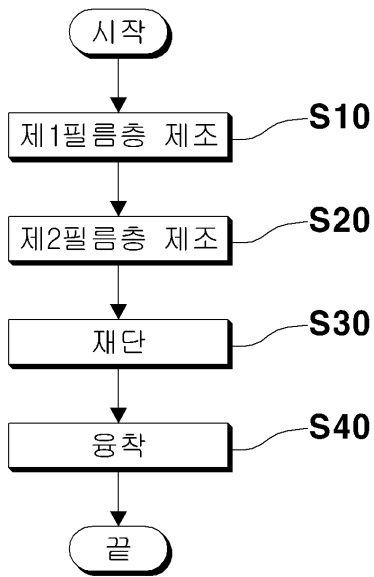 시작
제1필름층 제조 S10
제2필름층 제조 S20
재단 S30
융착 S40
끝